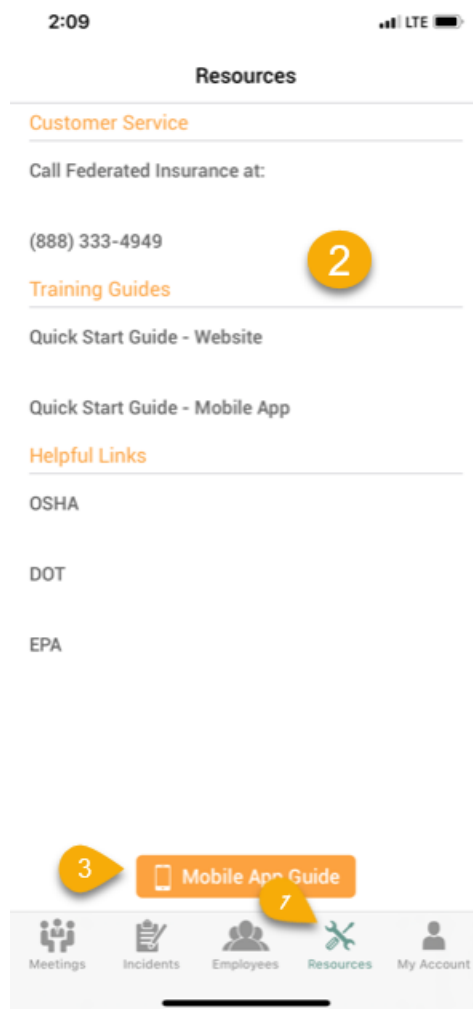 2:09
LTE
Resources
Customer Service
Call Federated Insurance at:
(888) 333-4949
2
Training Guides
Quick Start Guide - Website
Quick Start Guide - Mobile App
Helpful Links
OSHA
DOT
EPA
3
Mobile App Guide
1
Meetings Incidents Employees Resources My Account